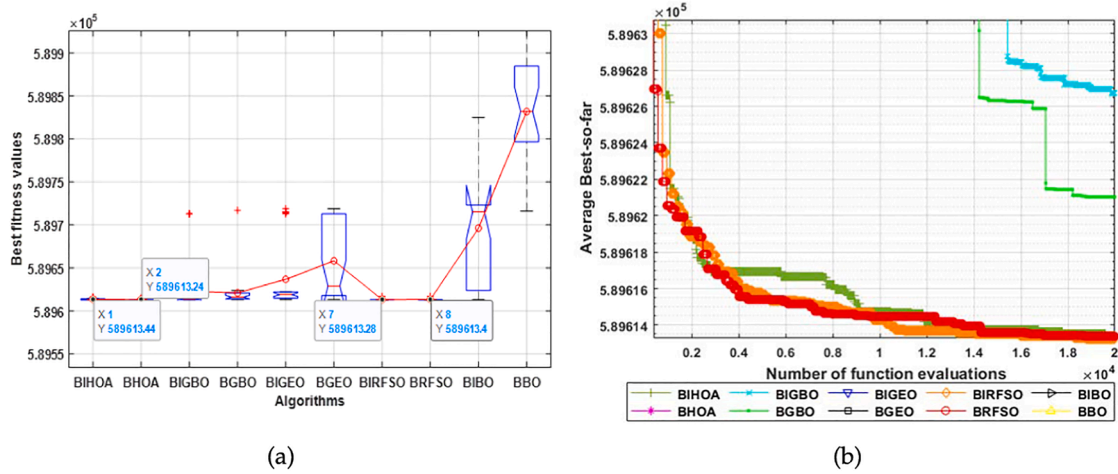 ×10⁵
5.899
5.8985
5.898
5.8975
5.897
5.8965
5.896
5.8955
Best fitness values
X 1
Y 589613.44
X 2
Y 589613.24
X 7
Y 589613.28
X 8
Y 589613.4
BIHOA BHOA BIGBO BGBO BIGEO BGEO BIRFSO BRFSO BIBO BBO
Algorithms
(a)
×10⁵
5.8963
5.89628
5.89626
5.89624
5.89622
5.8962
5.89618
5.89616
5.89614
Average Best-so-far
0.2 0.4 0.6 0.8 1.0 1.2 1.4 1.6 1.8 20
Number of function evaluations
×10⁴
BIHOA BIGBO BIGEO BIRFSO BIBO
BHOA BGBO BGEO BRFSO BBO
(b)